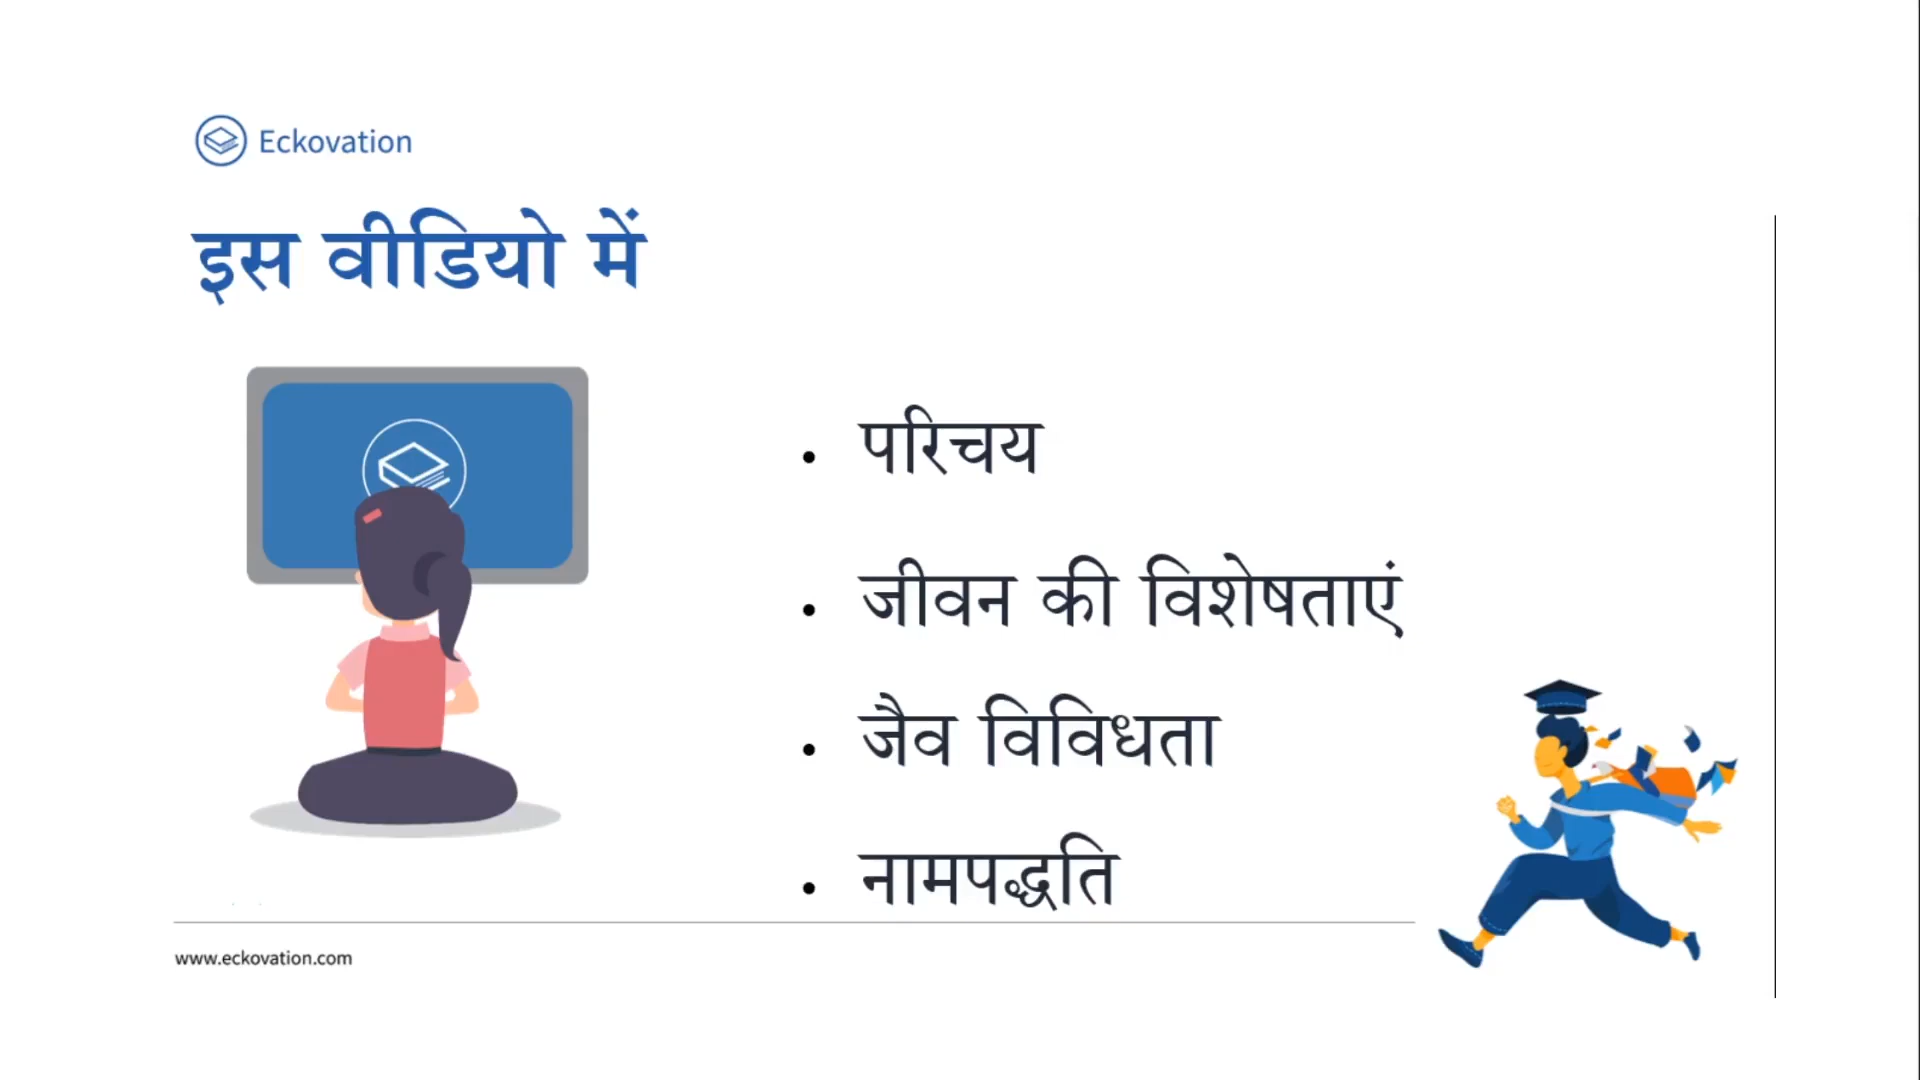 Eckovation
इस वीडियो में
• परिचय
• जीवन की विशेषताएं
• जैव विविधता
• नामपद्धति
www.eckovation.com